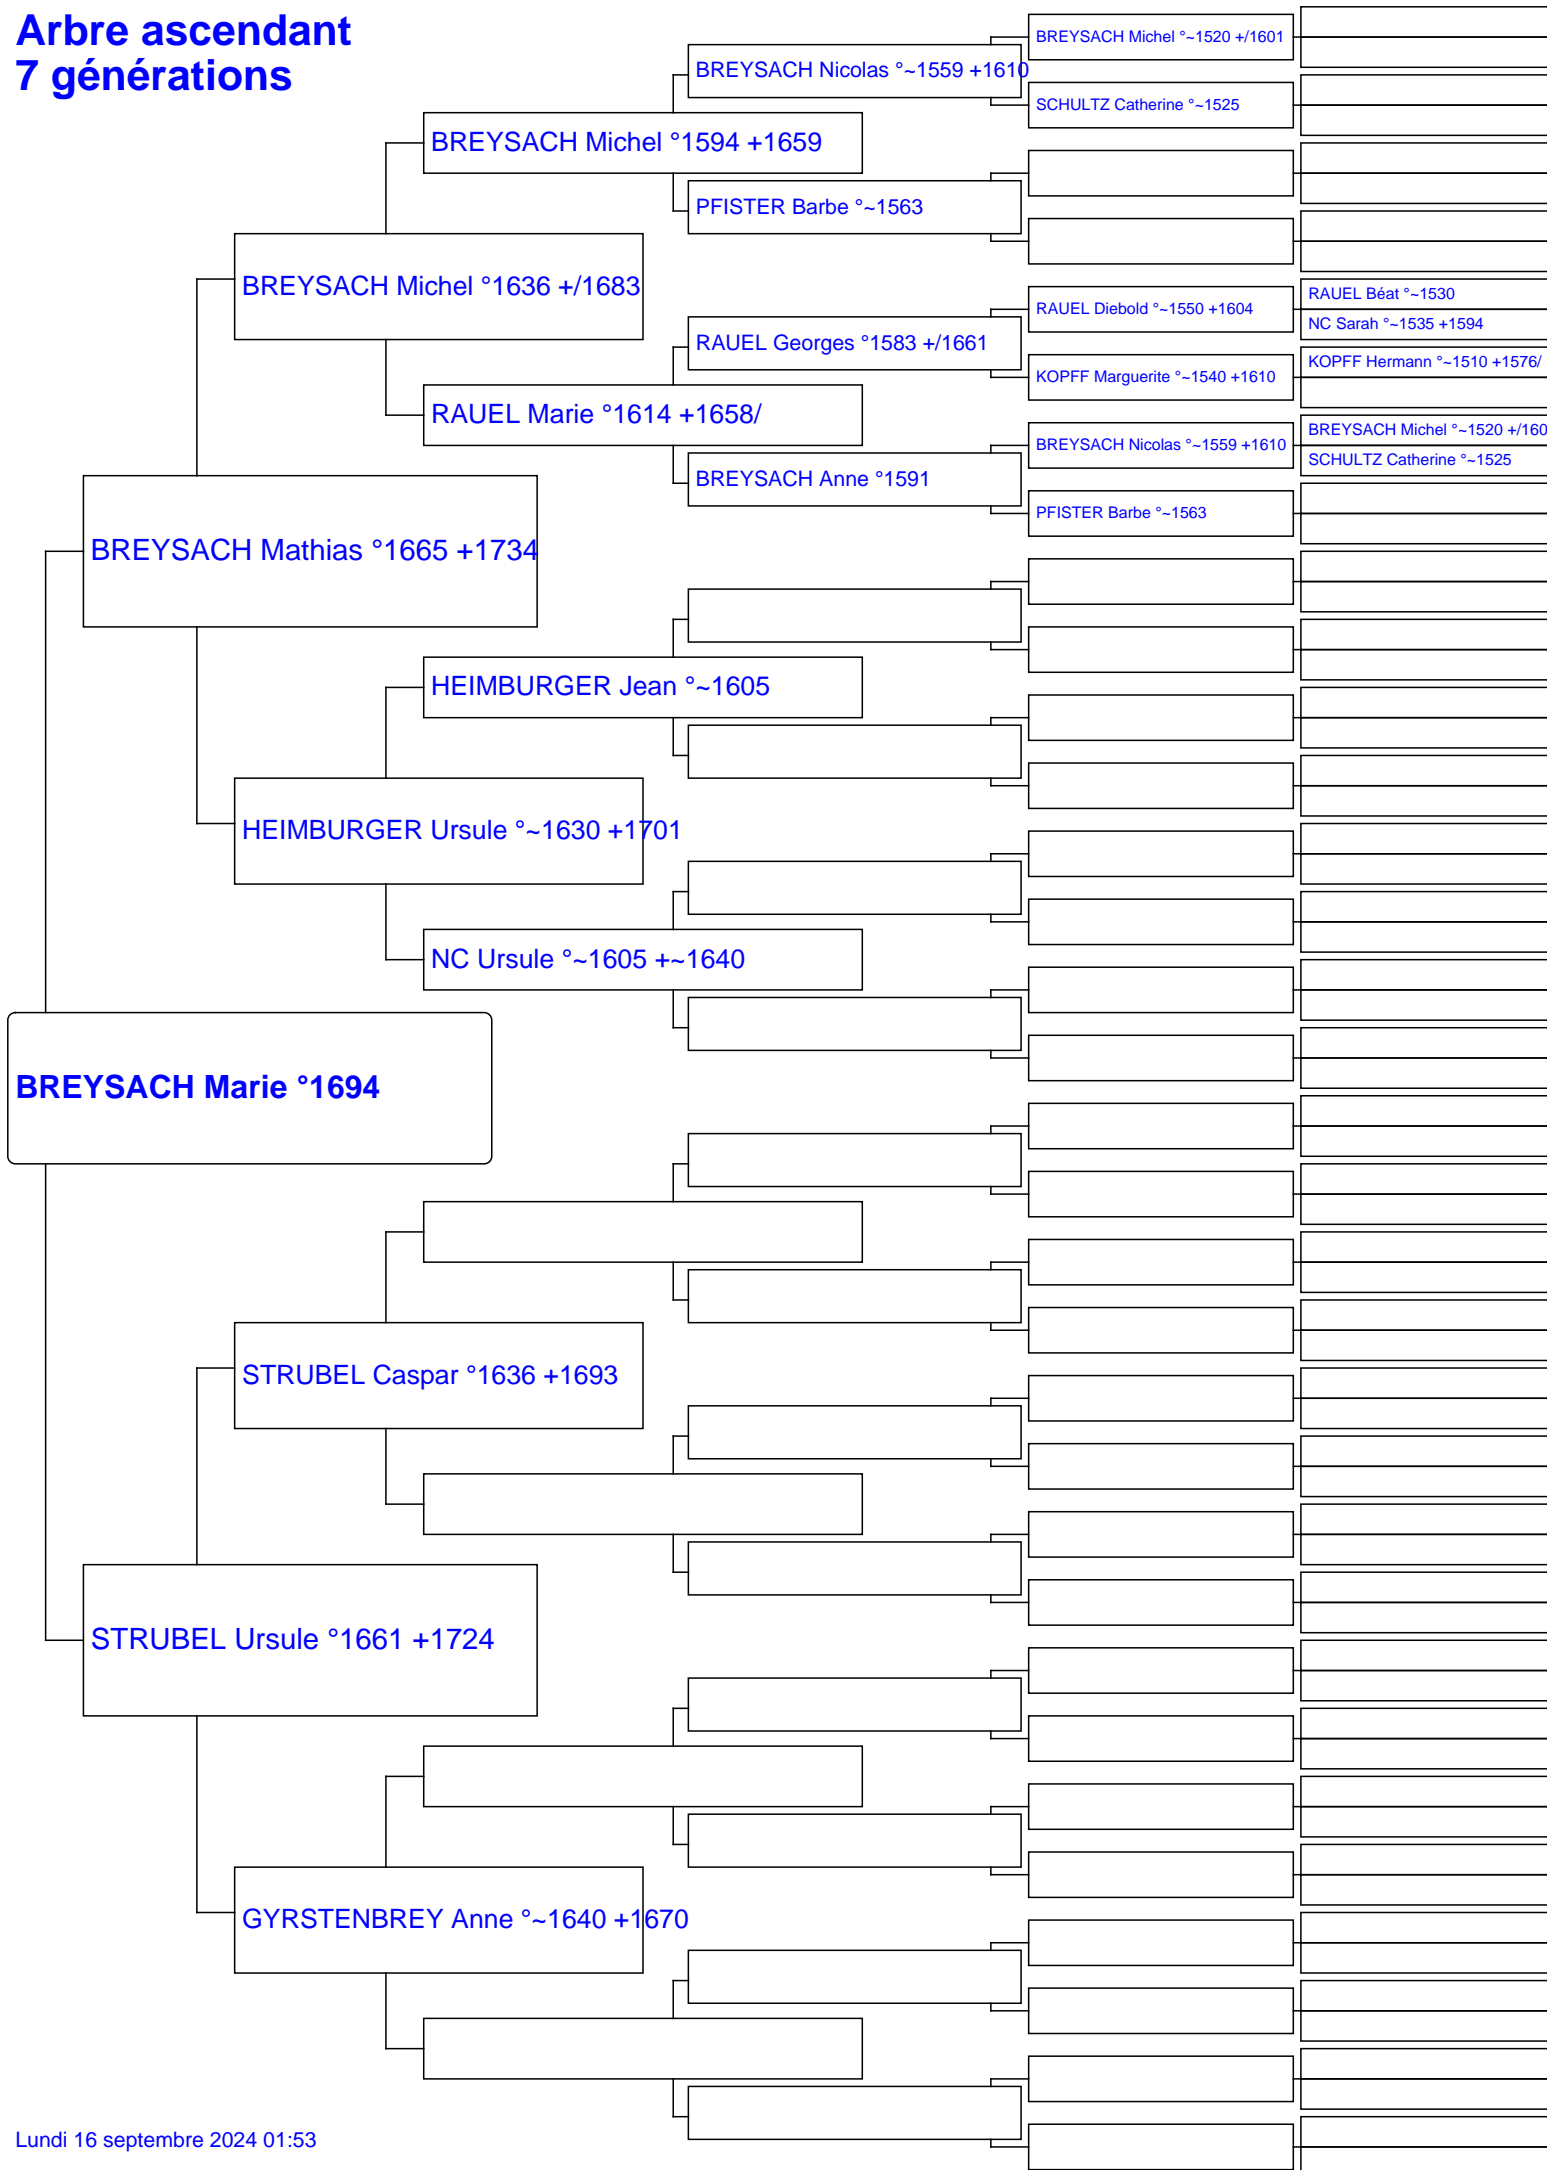 Arbre ascendant
7 générations
BREYSACH Michel °~1520 +/1601
BREYSACH Nicolas °~1559 +1610
SCHULTZ Catherine °~1525
BREYSACH Michel °1594 +1659
PFISTER Barbe °~1563
BREYSACH Michel °1636 +/1683
RAUEL Béat °~1530
RAUEL Diebold °~1550 +1604
NC Sarah °~1535 +1594
RAUEL Georges °1583 +/1661
KOPFF Hermann °~1510 +1576/
KOPFF Marguerite °~1540 +1610
RAUEL Marie °1614 +1658/
BREYSACH Michel °~1520 +/160
BREYSACH Nicolas °~1559 +1610
SCHULTZ Catherine °~1525
BREYSACH Anne °1591
PFISTER Barbe °~1563
BREYSACH Mathias °1665 +1734
HEIMBURGER Jean °~1605
HEIMBURGER Ursule °~1630 +1701
NC Ursule °~1605 +~1640
BREYSACH Marie °1694
STRUBEL Caspar °1636 +1693
STRUBEL Ursule °1661 +1724
GYRSTENBREY Anne °~1640 +1670
Lundi 16 septembre 2024 01:53